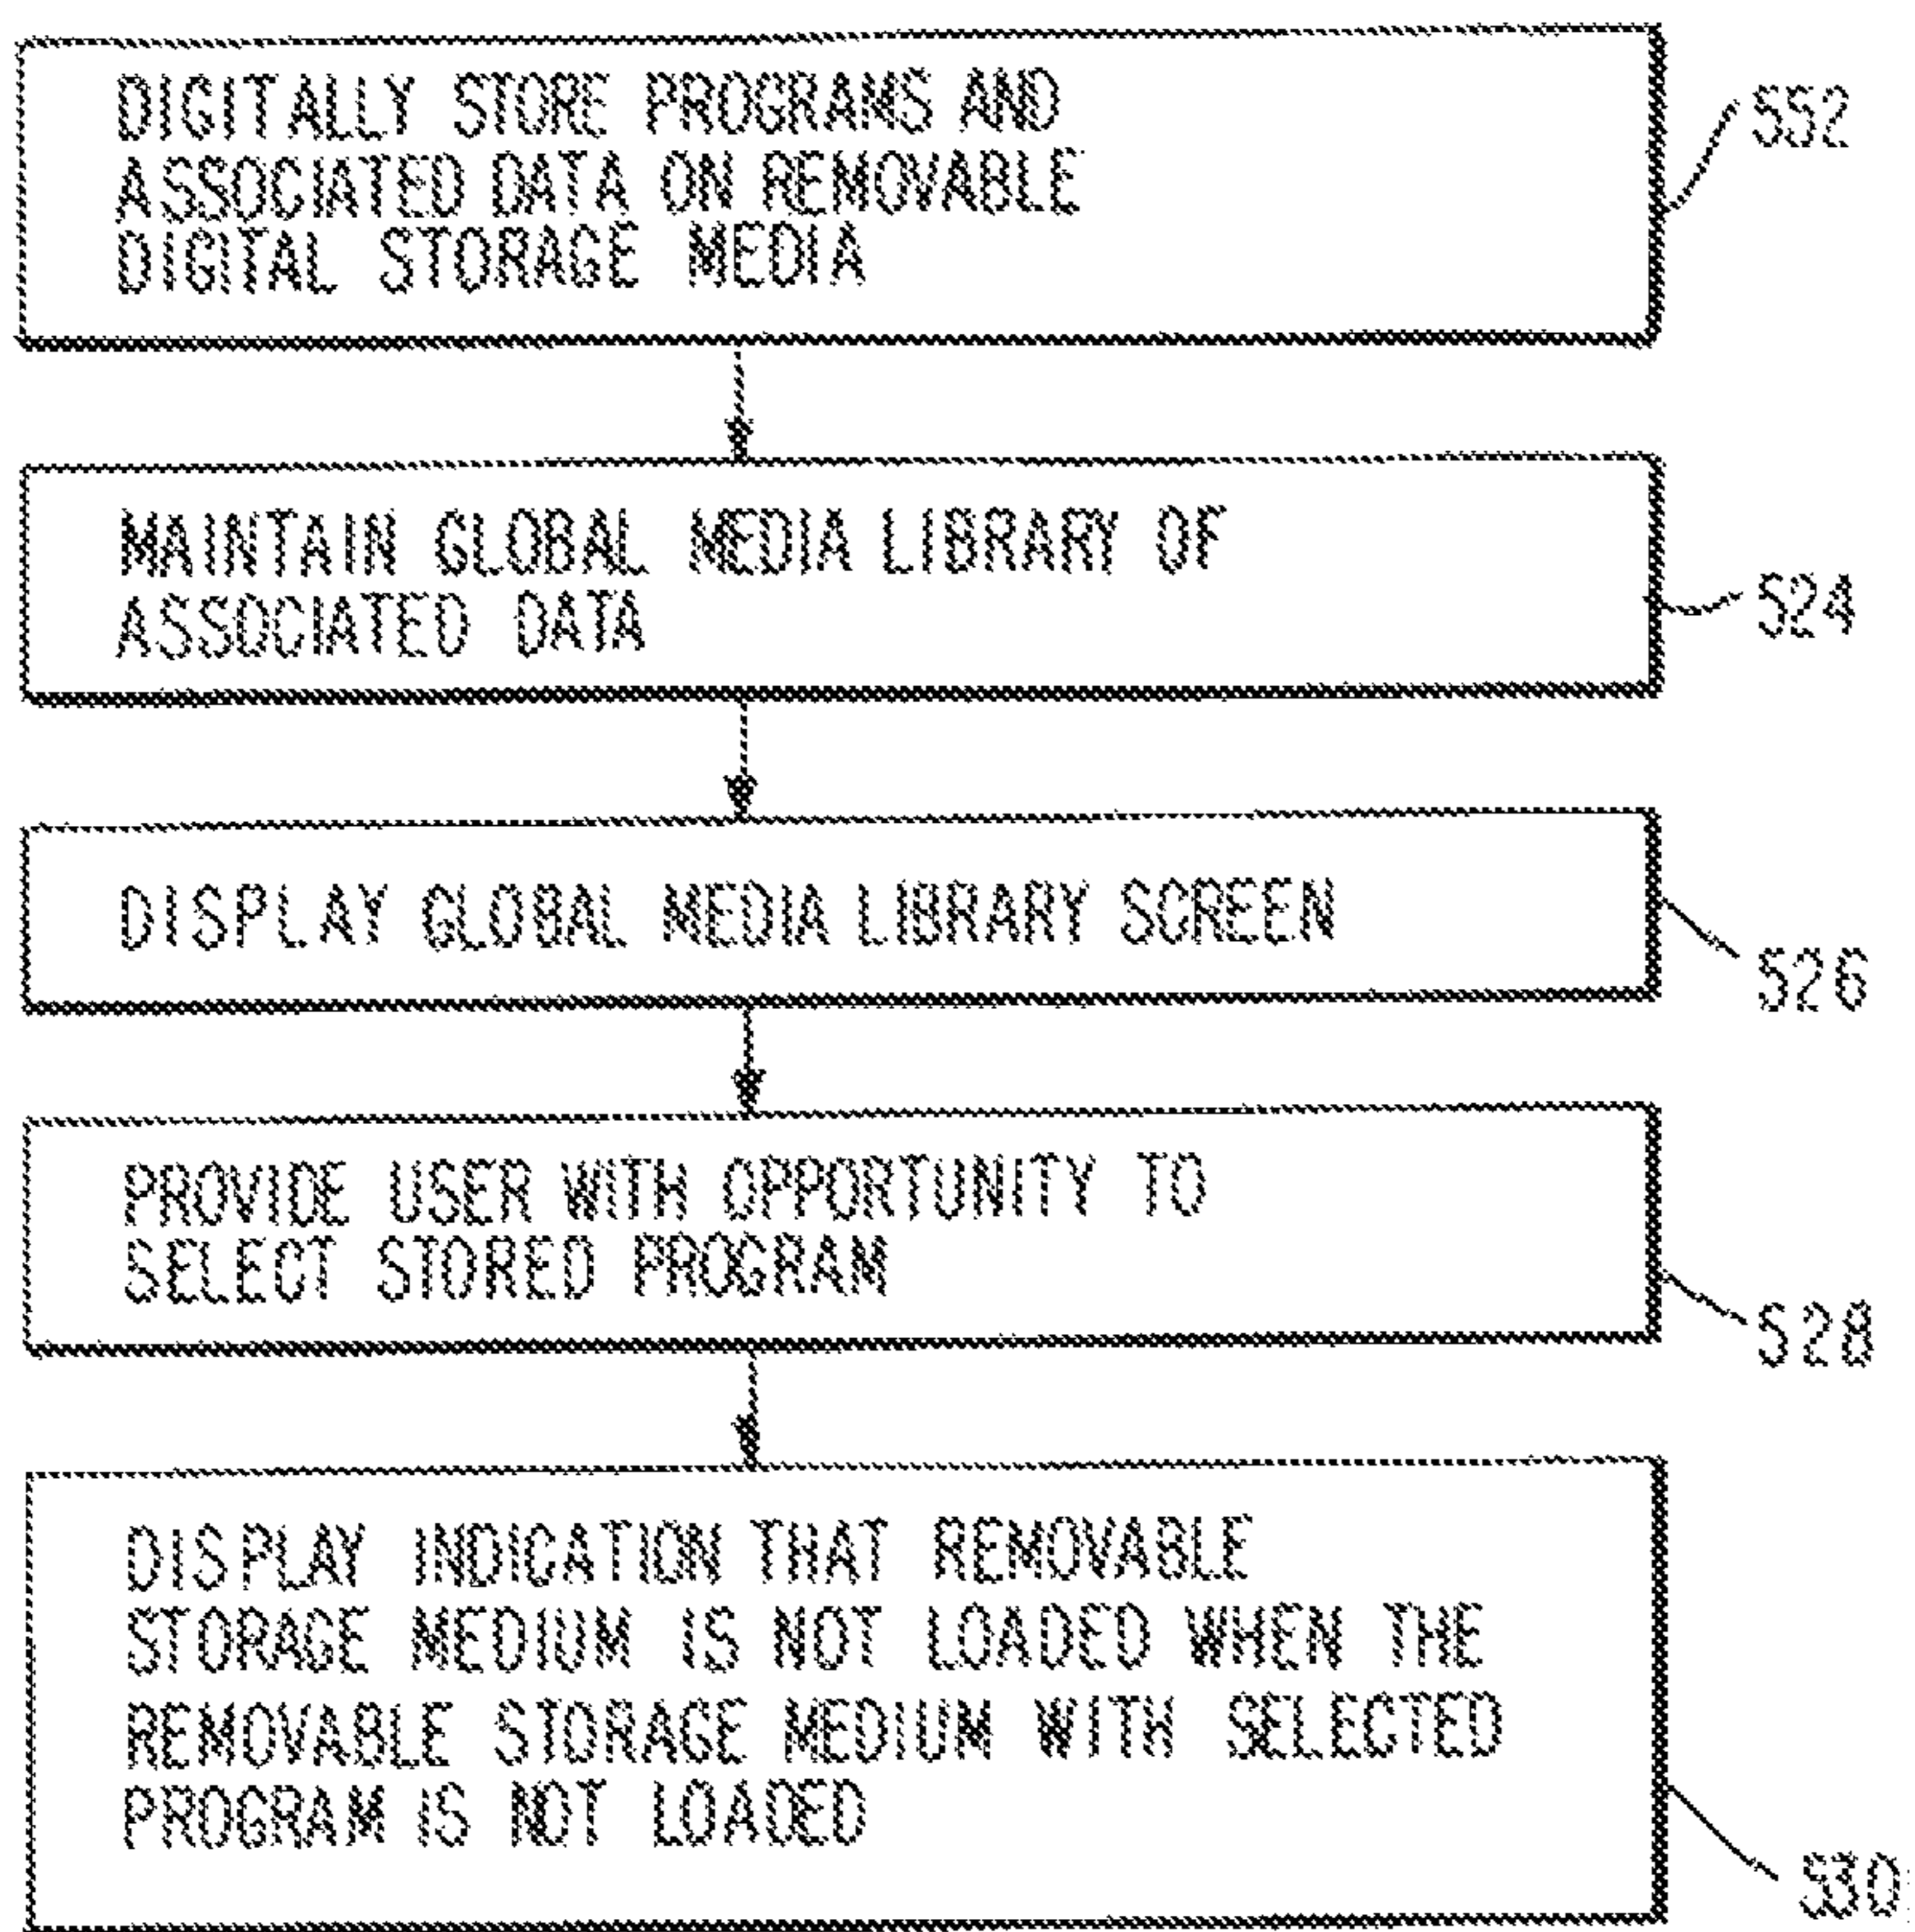 DIGITALLY STORE PROGRAMS AND
ASSOCIATED DATA ON REMOVABLE
DIGITAL STORAGE MEDIA
552
MAINTAIN GLOBAL MEDIA LIBRARY OF
ASSOCIATED DATA
524
DISPLAY GLOBAL MEDIA LIBRARY SCREEN
526
PROVIDE USER WITH OPPORTUNITY TO
SELECT STORED PROGRAM
528
DISPLAY INDICATION THAT REMOVABLE
STORAGE MEDIUM IS NOT LOADED WHEN THE
REMOVABLE STORAGE MEDIUM WITH SELECTED
PROGRAM IS NOT LOADED
530